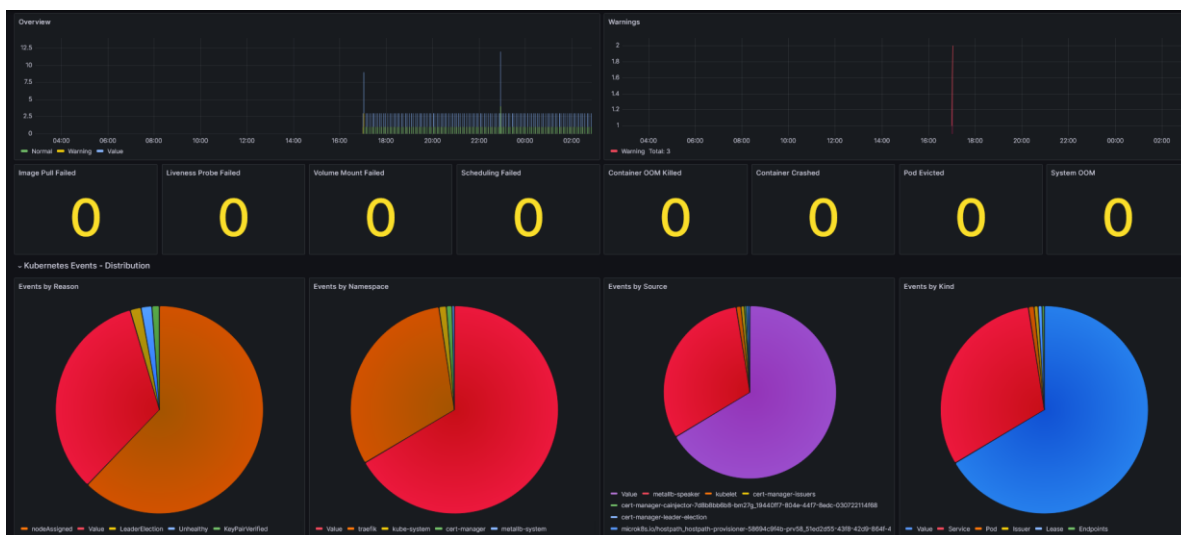 Overview
Warnings
12.5
10
7.5
5
2.5
0
04:00 06:00 08:00 10:00 12:00 14:00 16:00 18:00 20:00 22:00 00:00 02:00
Normal Warning Value
2
1.8
1.6
1.4
1.2
1
04:00 06:00 08:00 10:00 12:00 14:00 16:00 18:00 20:00 22:00 00:00 02:00
Warning Total: 3
Image Pull Failed
0
Liveness Probe Failed
0
Volume Mount Failed
0
Scheduling Failed
0
Container OOM Killed
0
Container Crashed
0
Pod Evicted
0
System OOM
0
Kubernetes Events - Distribution
Events by Reason
nodeAssigned Value LeaderElection Unhealthy KeyPairVerified
Events by Namespace
Value traefik kube-system cert-manager metallb-system
Events by Source
Value metallb-speaker kubelet cert-manager-issuers
cert-manager-leader-election
Events by Kind
Value Service Pod Issuer Lease Endpoints